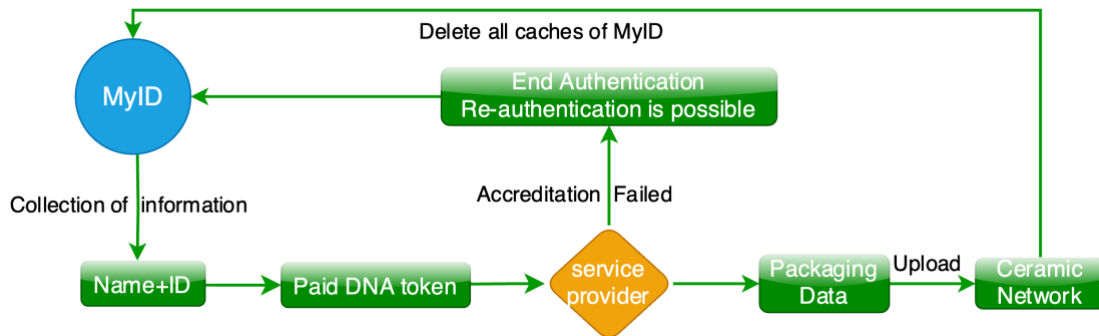 Delete all caches of MyID
MyID
End Authentication
Re-authentication is possible
Collection of information
Accreditation Failed
Name+ID
Paid DNA token
service
provider
Packaging
Data
Upload
Ceramic
Network